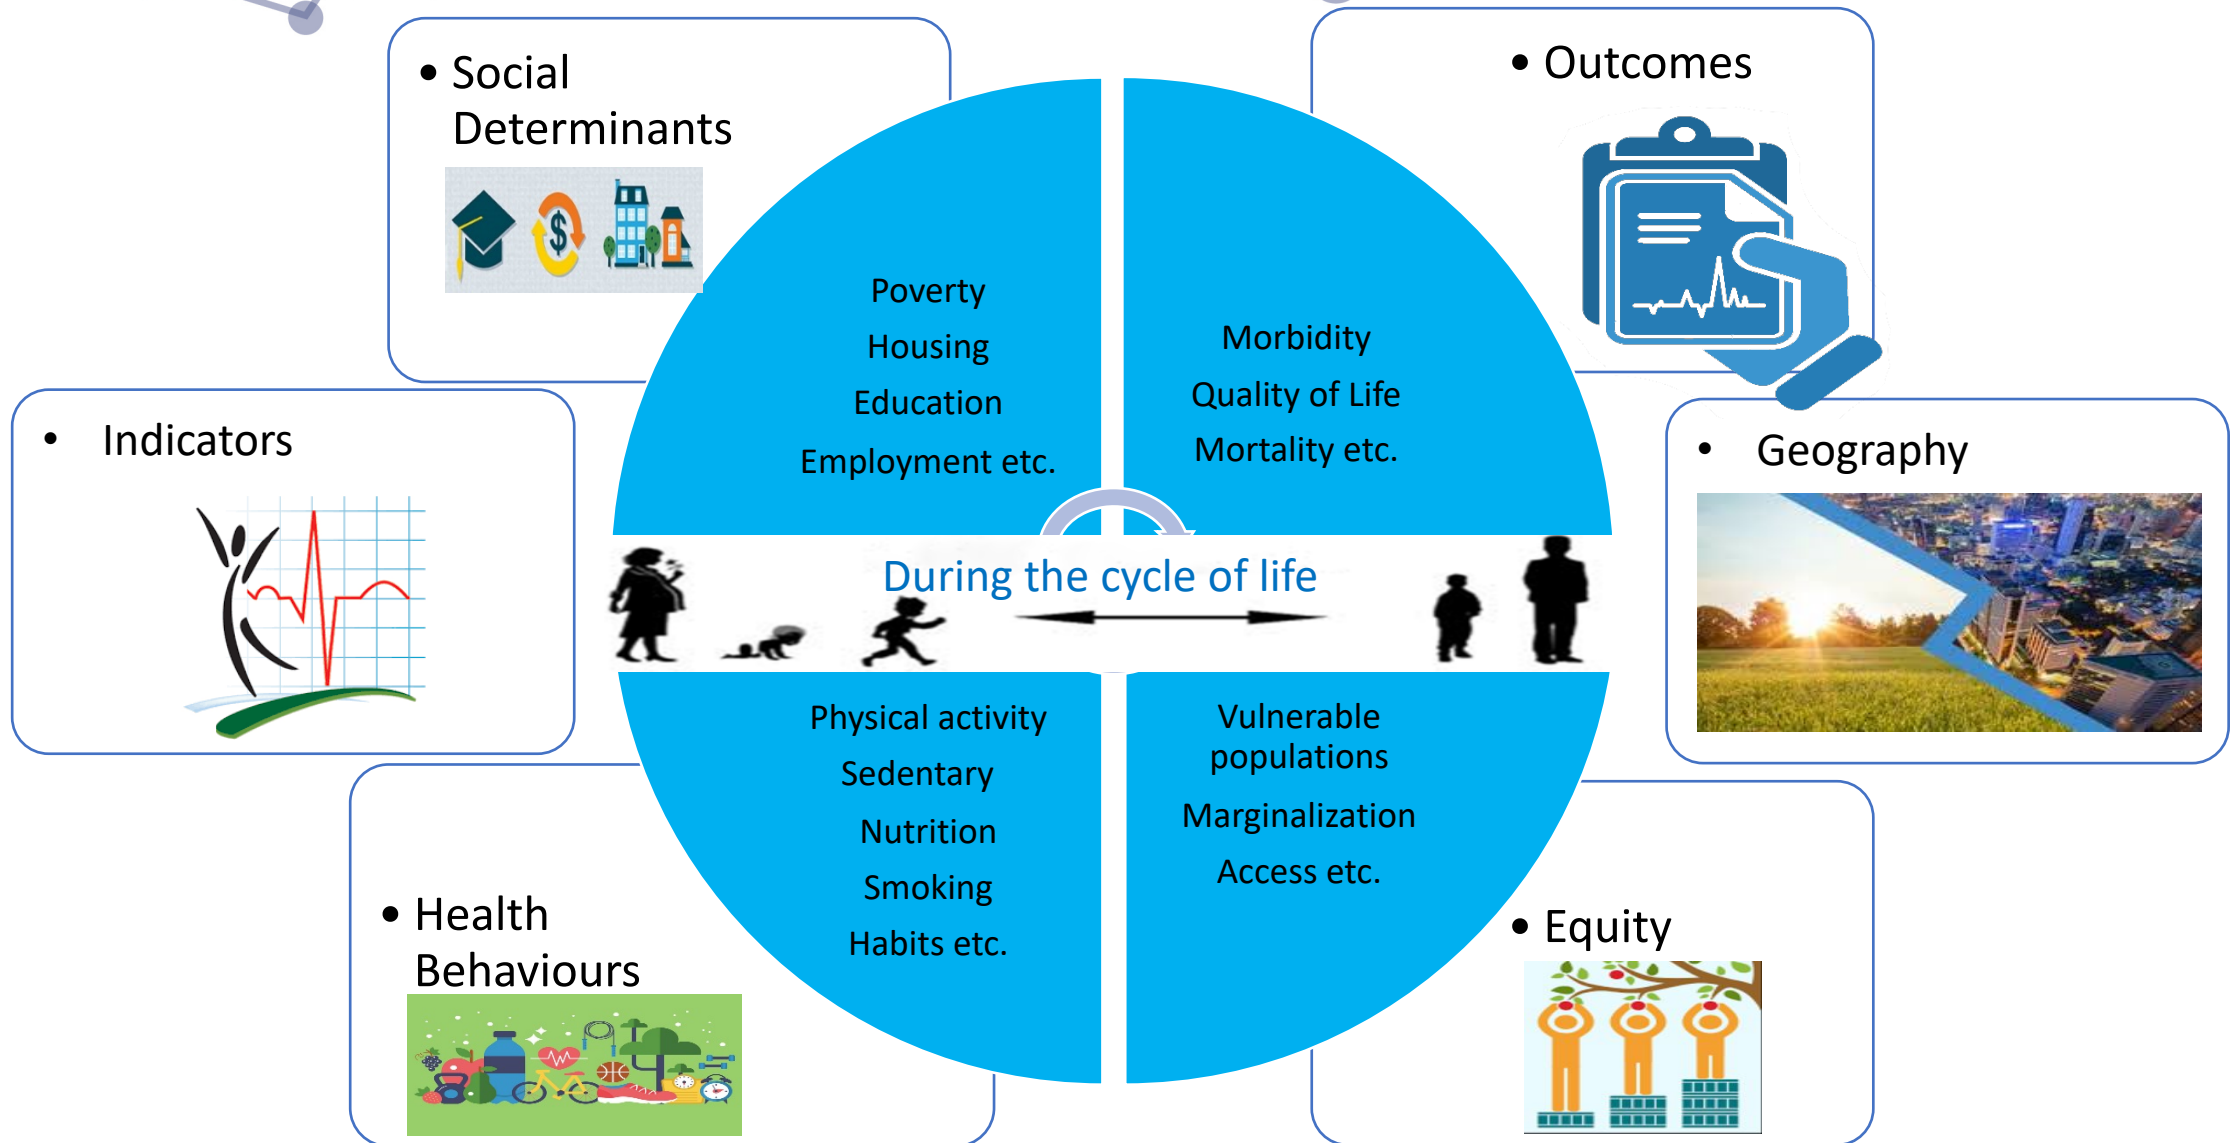 • Social
Determinants
• Outcomes
Poverty
Housing
Education
Employment etc.
Morbidity
Quality of Life
Mortality etc.
• Indicators
• Geography
During the cycle of life
Physical activity
Sedentary
Nutrition
Smoking
Habits etc.
Vulnerable
populations
Marginalization
Access etc.
• Health
Behaviours
• Equity
$